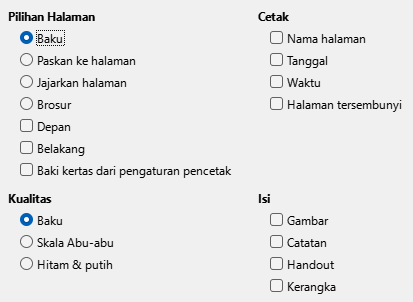 Pilihan Halaman
Baku
Paskan ke halaman
Jajarkan halaman
Brosur
Depan
Belakang
Baki kertas dari pengaturan pencetak
Cetak
Nama halaman
Tanggal
Waktu
Halaman tersembunyi
Kualitas
Baku
Skala Abu-abu
Hitam & putih
Isi
Gambar
Catatan
Handout
Kerangka